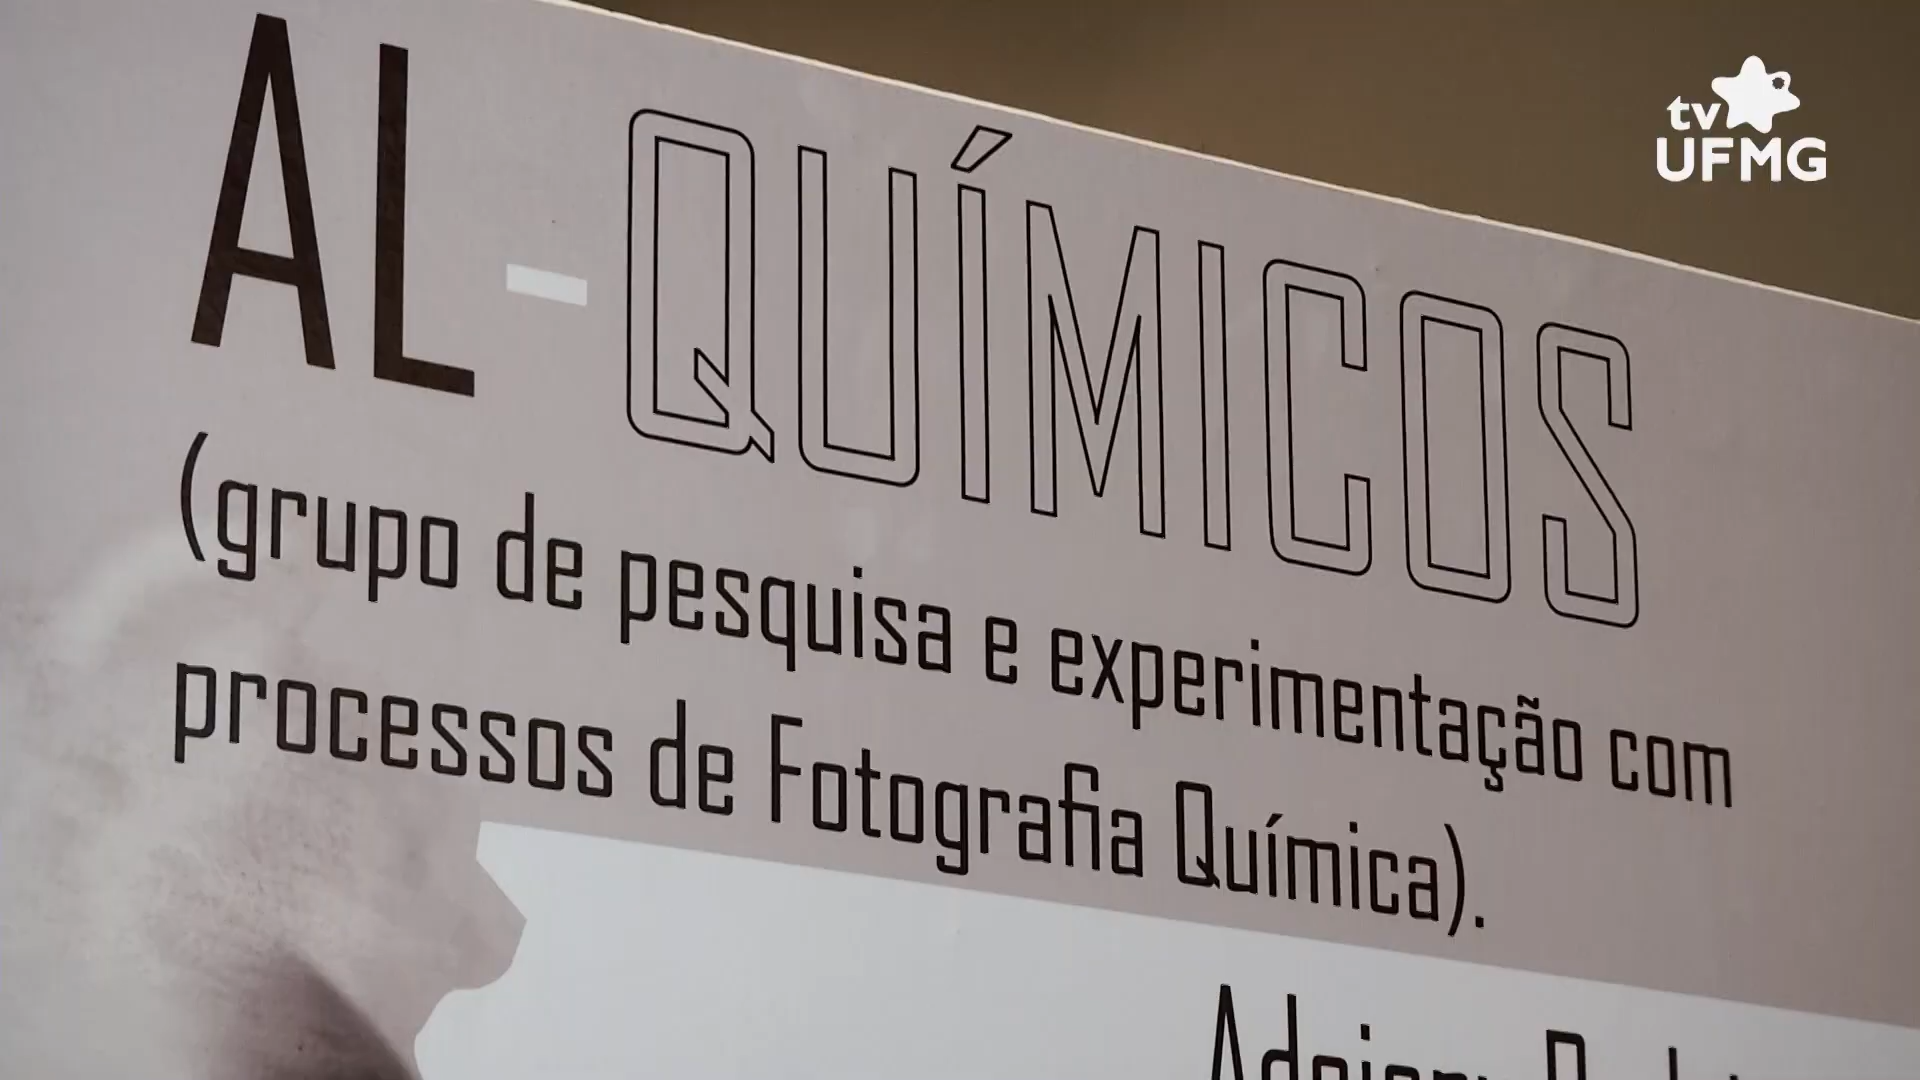 tv
UFMG
AL-QUÍMICOS
(grupo de pesquisa e experimentação com
processos de Fotografia Química).